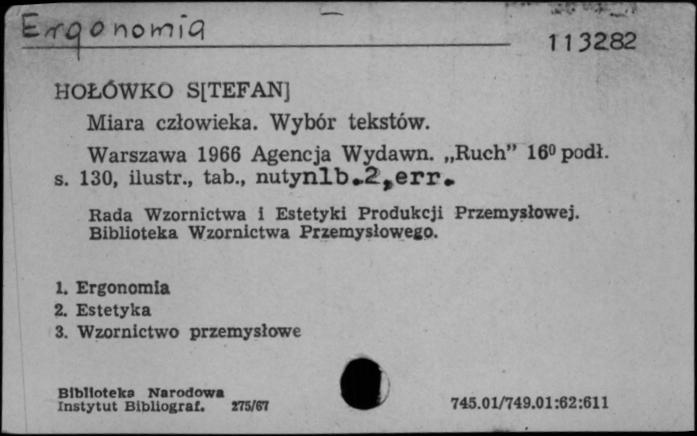 Ergonomia
113282
HOŁÓWKO S[TEFAN]
Miara człowieka. Wybór tekstów.
Warszawa 1966 Agencja Wydawn. „Ruch” 16⁰ podł.
s. 130, ilustr., tab., nutynlb.2,err.
Rada Wzornictwa i Estetyki Produkcji Przemysłowej.
Biblioteka Wzornictwa Przemysłowego.
1. Ergonomia
2. Estetyka
3. Wzornictwo przemysłowe
Biblioteka Narodowa
Instytut Bibliograf. 275/67
745.01/749.01:62:611